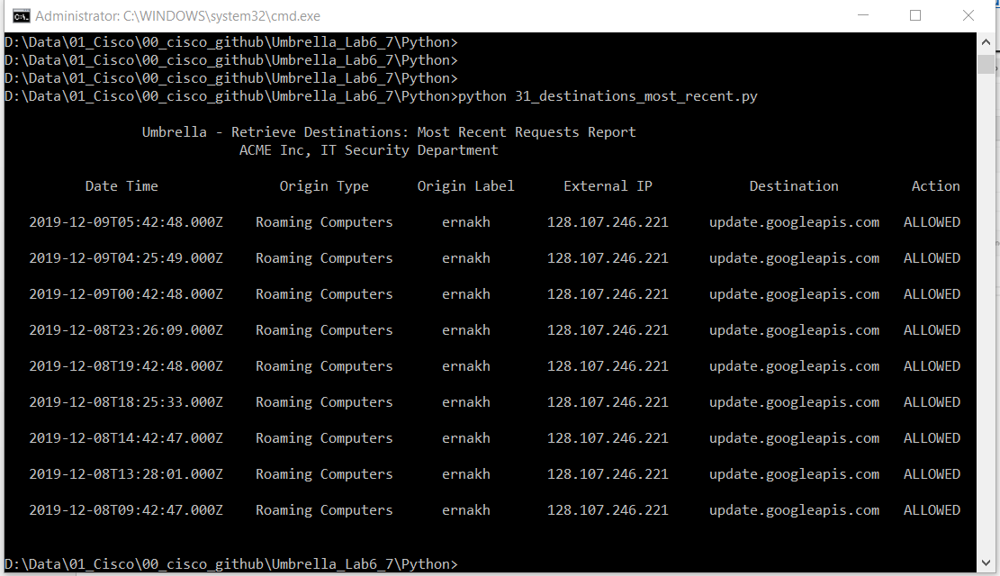 Administrator: C:\WINDOWS\system32\cmd.exe
D:\Data\01_Cisco\00_cisco_github\Umbrella_Lab6_7\Python>
D:\Data\01_Cisco\00_cisco_github\Umbrella_Lab6_7\Python>
D:\Data\01_Cisco\00_cisco_github\Umbrella_Lab6_7\Python>
D:\Data\01_Cisco\00_cisco_github\Umbrella_Lab6_7\Python>python 31_destinations_most_recent.py
Umbrella - Retrieve Destinations: Most Recent Requests Report
ACME Inc, IT Security Department
Date Time Origin Type Origin Label External IP Destination Action
2019-12-09T05:42:48.000Z Roaming Computers ernakh 128.107.246.221 update.googleapis.com ALLOWED
2019-12-09T04:25:49.000Z Roaming Computers ernakh 128.107.246.221 update.googleapis.com ALLOWED
2019-12-09T00:42:48.000Z Roaming Computers ernakh 128.107.246.221 update.googleapis.com ALLOWED
2019-12-08T23:26:09.000Z Roaming Computers ernakh 128.107.246.221 update.googleapis.com ALLOWED
2019-12-08T19:42:48.000Z Roaming Computers ernakh 128.107.246.221 update.googleapis.com ALLOWED
2019-12-08T18:25:33.000Z Roaming Computers ernakh 128.107.246.221 update.googleapis.com ALLOWED
2019-12-08T14:42:47.000Z Roaming Computers ernakh 128.107.246.221 update.googleapis.com ALLOWED
2019-12-08T13:28:01.000Z Roaming Computers ernakh 128.107.246.221 update.googleapis.com ALLOWED
2019-12-08T09:42:47.000Z Roaming Computers ernakh 128.107.246.221 update.googleapis.com ALLOWED
D:\Data\01_Cisco\00_cisco_github\Umbrella_Lab6_7\Python>